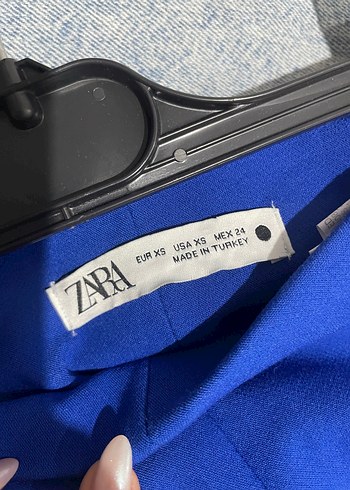 ZARA
EUR XS USA XS MEX 24
MADE IN TURKEY